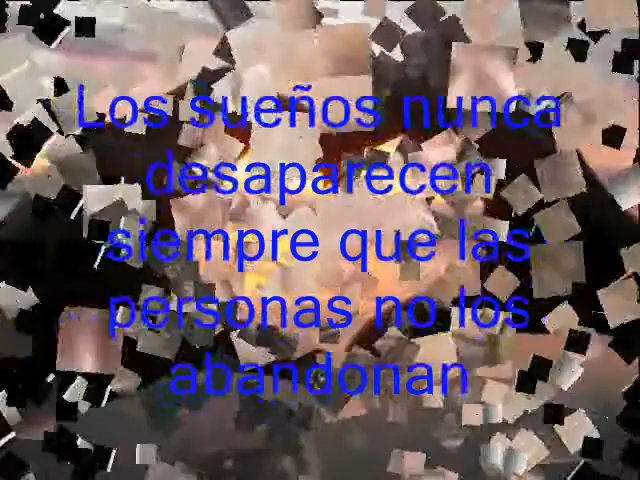 Los sueños nunca
desaparecen
siempre que las
personas no los
abandonan